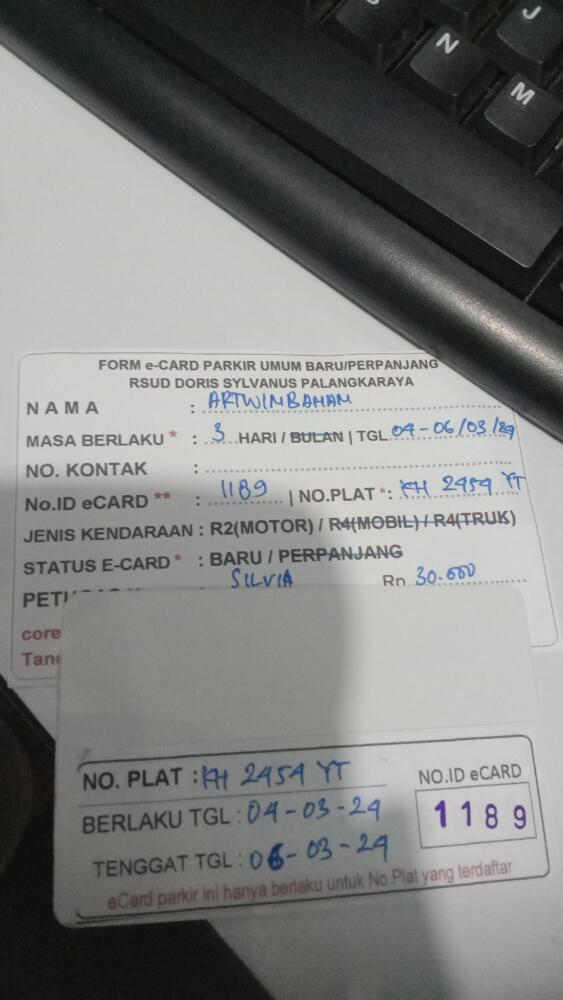 J
N
M
FORM e-CARD PARKIR UMUM BARU/PERPANJANG
RSUD DORIS SYLVANUS PALANGKARAYA
NAMA : ARTWIMBAHAM
MASA BERLAKU * : 3 HARI / BULAN | TGL 04-06/03/24
NO. KONTAK :
No.ID eCARD ** : 1189 | NO.PLAT *: KH 2454 YT
JENIS KENDARAAN : R2(MOTOR) / R4(MOBIL) / R4(TRUK)
STATUS E-CARD * : BARU / PERPANJANG
SILVIA Rp 30.000
core
NO. PLAT : KH 2454 YT
BERLAKU TGL : 04-03-24
TENGGAT TGL : 06-03-24
NO.ID eCARD
1189
eCard parkir ini hanya berlaku untuk No.Plat yang terdaftar